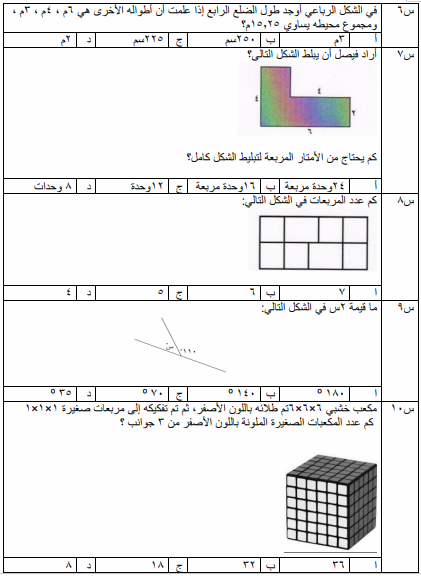 س٦ في الشكل الرباعي أوجد طول الضلع الرابع إذا علمت أن أطواله الأخرى هي ٦م ، ٤م ، ٣م ،
ومجموع محيطه يساوي ١٥,٢٥م؟
أ ٣م ب ٢٥٠سم ج ٢٢٥سم د ٢م
س٧ أراد فيصل أن يبلط الشكل التالي؟
٤
٤
٢
٦
كم يحتاج من الأمتار المربعة لتبليط الشكل كامل؟
أ ٢٤وحدة مربعة ب ١٦وحدة مربعة ج ١٢وحدة د ٨ وحدات
س٨ كم عدد المربعات في الشكل التالي:
ا ٧ ب ٦ ج ٥ د ٤
س٩ ما قيمة ٢س في الشكل التالي:
س ١١٠°
ا ١٨٠ ° ب ١٤٠ ° ج ٧٠ ° د ٣٥ °
س١٠ مكعب خشبي ٦×٦×٦تم طلائه باللون الأصفر، ثم تم تفكيكه إلى مربعات صغيرة ١×١×١
كم عدد المكعبات الصغيرة الملونة باللون الأصفر من ٣ جوانب ؟
ا ٣٦ ب ٣٢ ج ١٨ د ٨